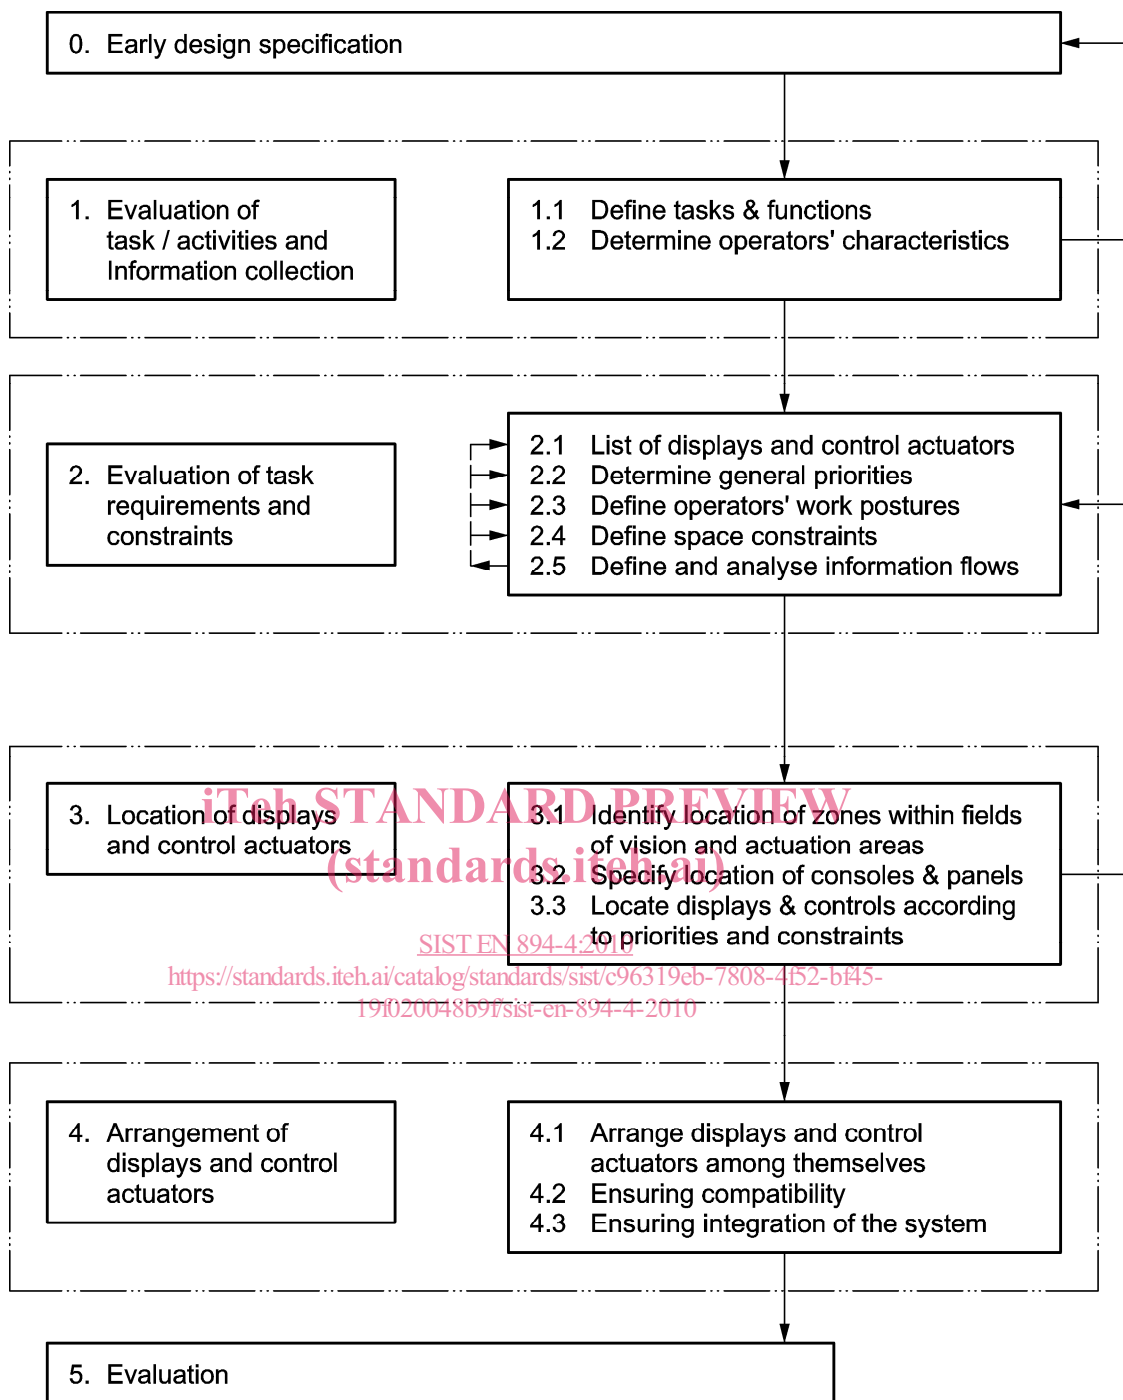 0. Early design specification
1. Evaluation of
task / activities and
Information collection
1.1 Define tasks & functions
1.2 Determine operators' characteristics
2. Evaluation of task
requirements and
constraints
2.1 List of displays and control actuators
2.2 Determine general priorities
2.3 Define operators' work postures
2.4 Define space constraints
2.5 Define and analyse information flows
3. Location of displays
and control actuators
3.1 Identify location of zones within fields
of vision and actuation areas
3.2 Specify location of consoles & panels
3.3 Locate displays & controls according
to priorities and constraints
iTeh STANDARD PREVIEW
(standards.iteh.ai)
SIST EN 894-4:2010
https://standards.iteh.ai/catalog/standards/sist/c96319eb-7808-4f52-bf45-
19f020048b9f/sist-en-894-4-2010
4. Arrangement of
displays and control
actuators
4.1 Arrange displays and control
actuators among themselves
4.2 Ensuring compatibility
4.3 Ensuring integration of the system
5. Evaluation